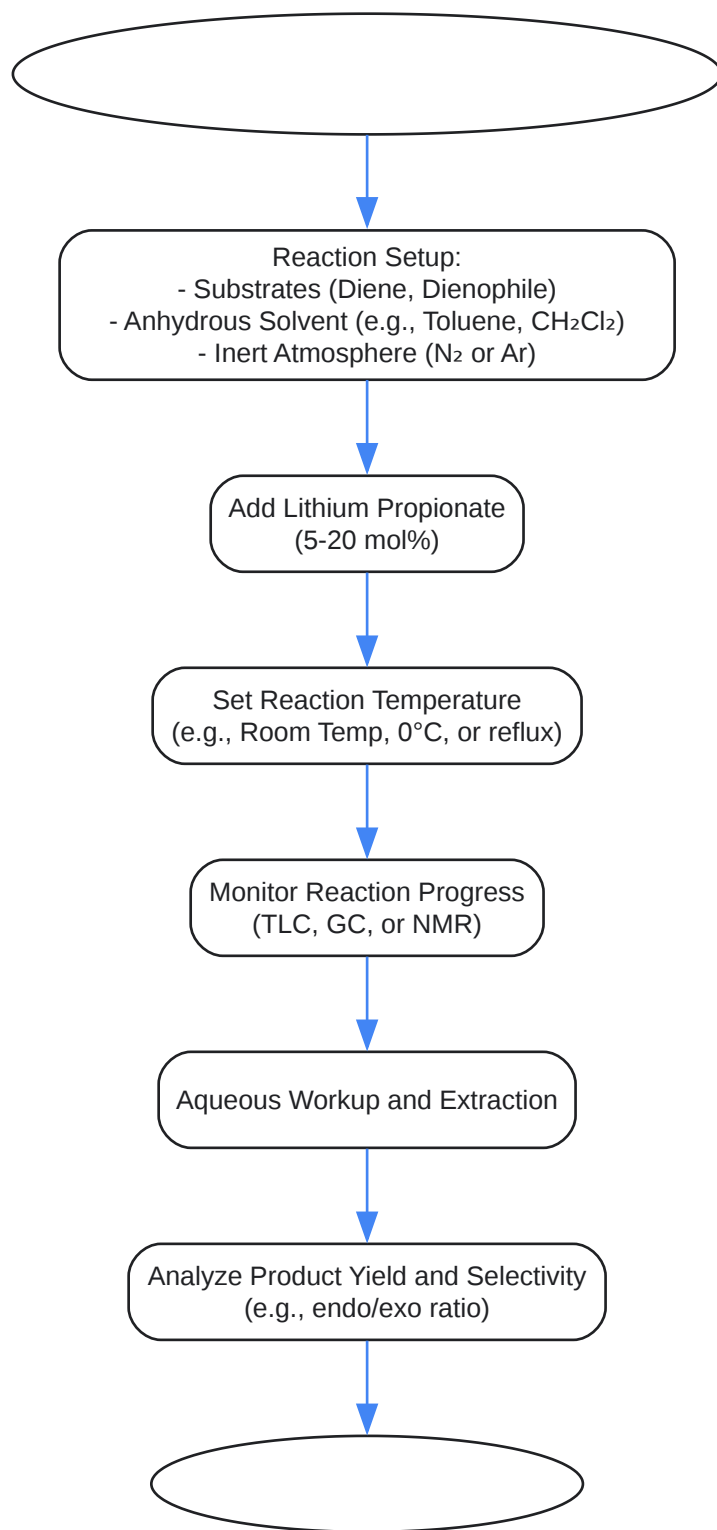 Reaction Setup:
- Substrates (Diene, Dienophile)
- Anhydrous Solvent (e.g., Toluene, CH₂Cl₂)
- Inert Atmosphere (N₂ or Ar)
Add Lithium Propionate
(5-20 mol%)
Set Reaction Temperature
(e.g., Room Temp, 0°C, or reflux)
Monitor Reaction Progress
(TLC, GC, or NMR)
Aqueous Workup and Extraction
Analyze Product Yield and Selectivity
(e.g., endo/exo ratio)